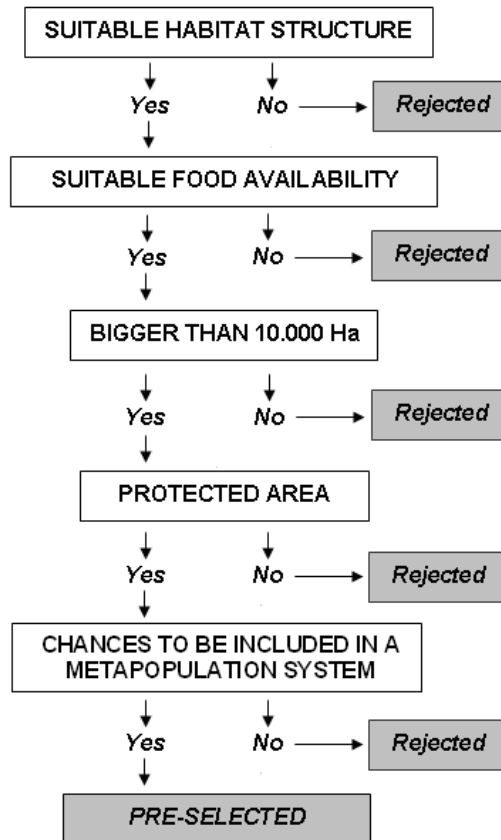 SUITABLE HABITAT STRUCTURE
Yes No Rejected
SUITABLE FOOD AVAILABILITY
Yes No Rejected
BIGGER THAN 10.000 Ha
Yes No Rejected
PROTECTED AREA
Yes No Rejected
CHANCES TO BE INCLUDED IN A
METAPOPULATION SYSTEM
Yes No Rejected
PRE-SELECTED